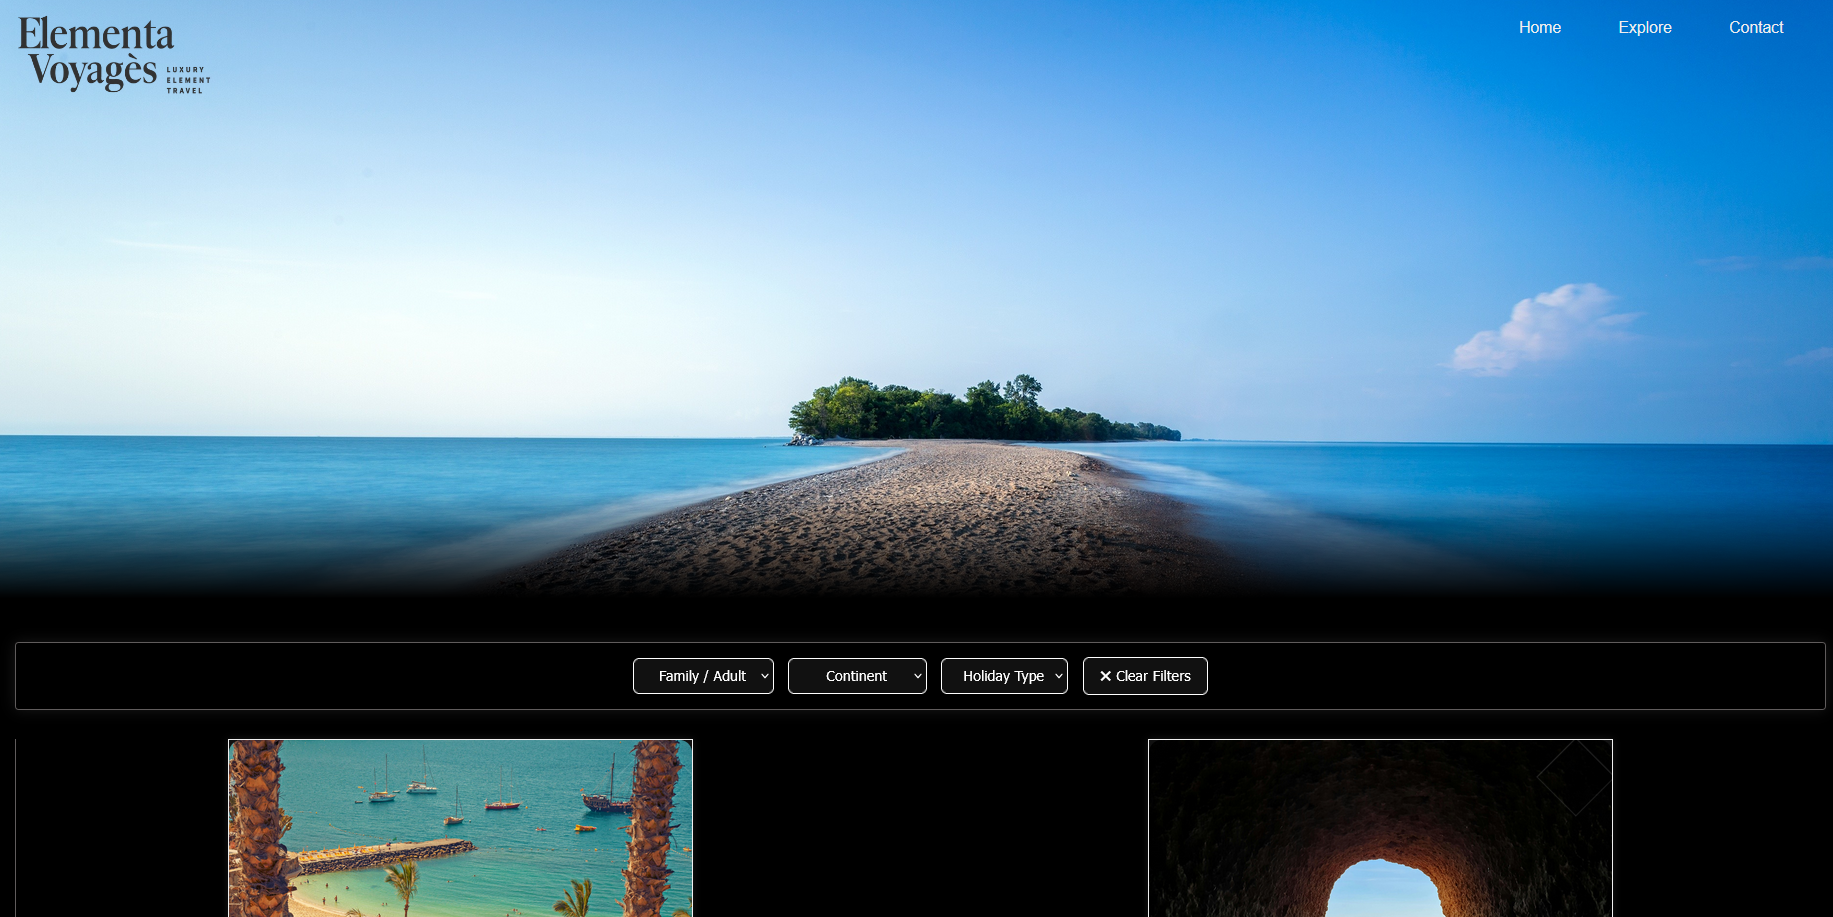 Elementa
Voyagès
LUXURY
ELEMENT
TRAVEL
Home
Explore
Contact
Family / Adult
Continent
Holiday Type
✕ Clear Filters